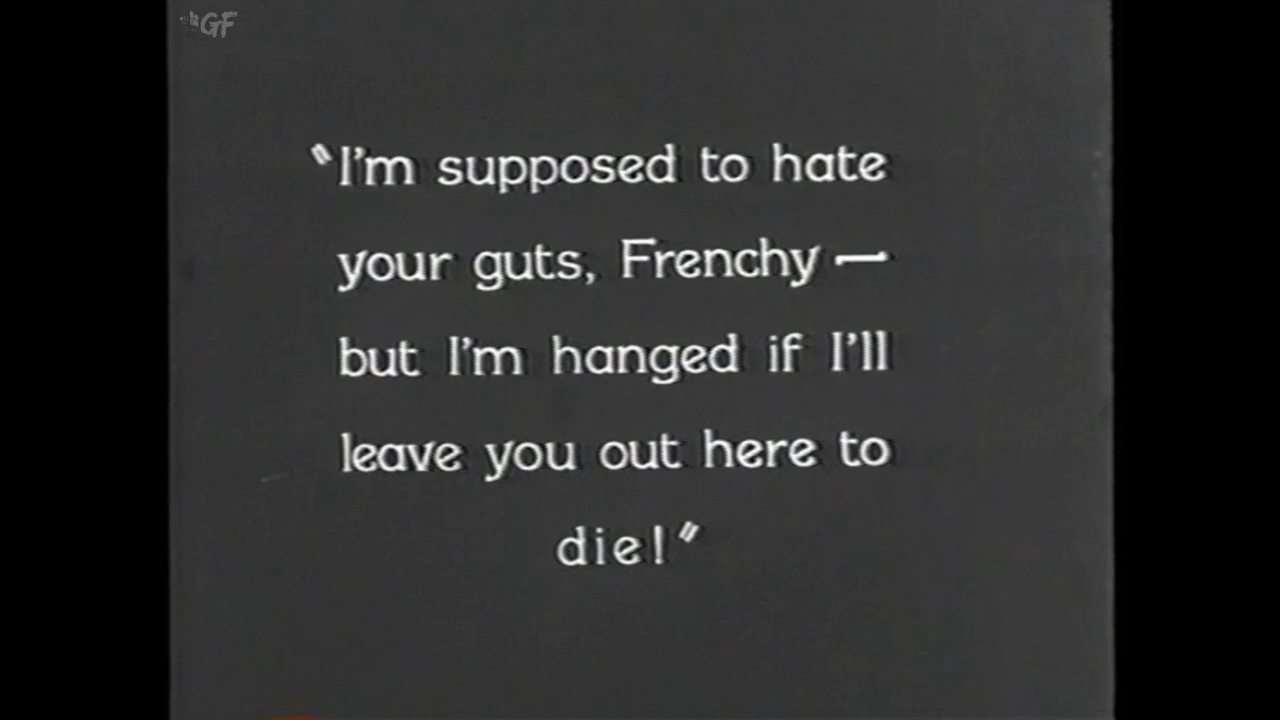 GF
"I'm supposed to hate
your guts, Frenchy —
but I'm hanged if I'll
leave you out here to
die!"